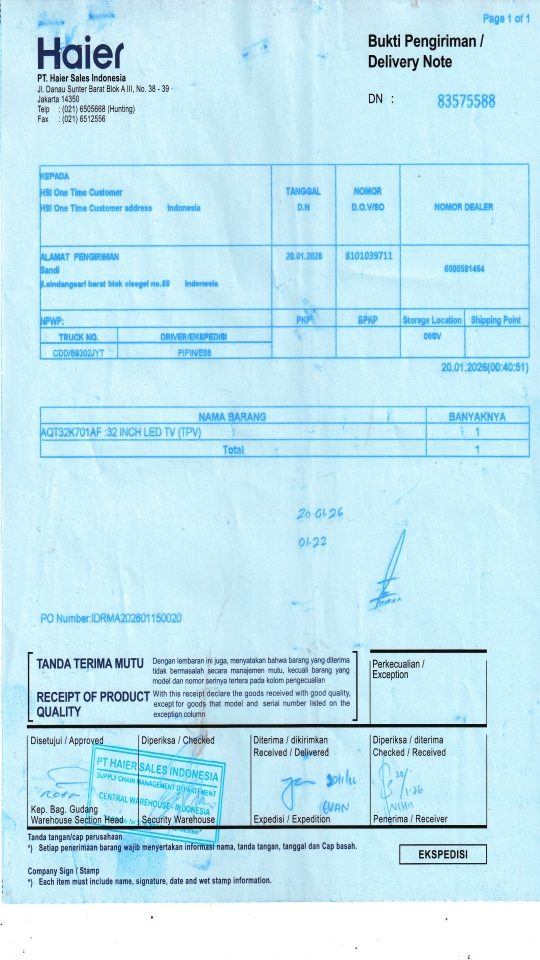 Page 1 of 1
Haier
Bukti Pengiriman /
Delivery Note
PT. Haier Sales Indonesia
Jl. Danau Sunter Barat Blok A III, No. 38 - 39
Jakarta 14350
Telp : (021) 6505668 (Hunting)
Fax : (021) 6512556
DN : 83575588
KEPADA
HSI One Time Customer
HSI One Time Customer address Indonesia
TANGGAL
D.N
NOMOR
D.O.V/SO
NOMOR DEALER
ALAMAT PENGIRIMAN
Sandi
Indonesia
20.01.2026
8101039711
NPWP:
PKP
BPKP
Storege Location
Shipping Point
TRUCK NO.
DRIVER/EKSPEDISI
20.01.2026(00:40:51)
NAMA BARANG
BANYAKNYA
AQT32K701AF :32 INCH LED TV (TPV)
1
Total
1
20-01-26
01.22
PO Number:IDRMA202601150020
TANDA TERIMA MUTU
Dengan lembaran ini juga, menyatakan bahwa barang yang diterima
tidak bermasalah secara manajemen mutu, kecuali barang yang
model dan nomor serinya tertera pada kolom pengecualian
RECEIPT OF PRODUCT
QUALITY
With this receipt declare the goods received with good quality,
except for goods that model and serial number listed on the
exception column
Perkecualian /
Exception
Disetujui / Approved
Diperiksa / Checked
Diterima / dikirimkan
Received / Delivered
Diperiksa / diterima
Checked / Received
PT HAIER SALES INDONESIA
SUPPLY CHAIN MANAGEMENT DEPARTEMENT
CENTRAL WAREHOUSE - INDONESIA
Kep. Bag. Gudang
Warehouse Section Head
Security Warehouse
Expedisi / Expedition
Penerima / Receiver
Tanda tangan/cap perusahaan
*) Setiap penerimaan barang wajib menyertakan informasi nama, tanda tangan, tanggal dan Cap basah.
EKSPEDISI
Company Sign / Stamp
*) Each item must include name, signature, date and wet stamp information.